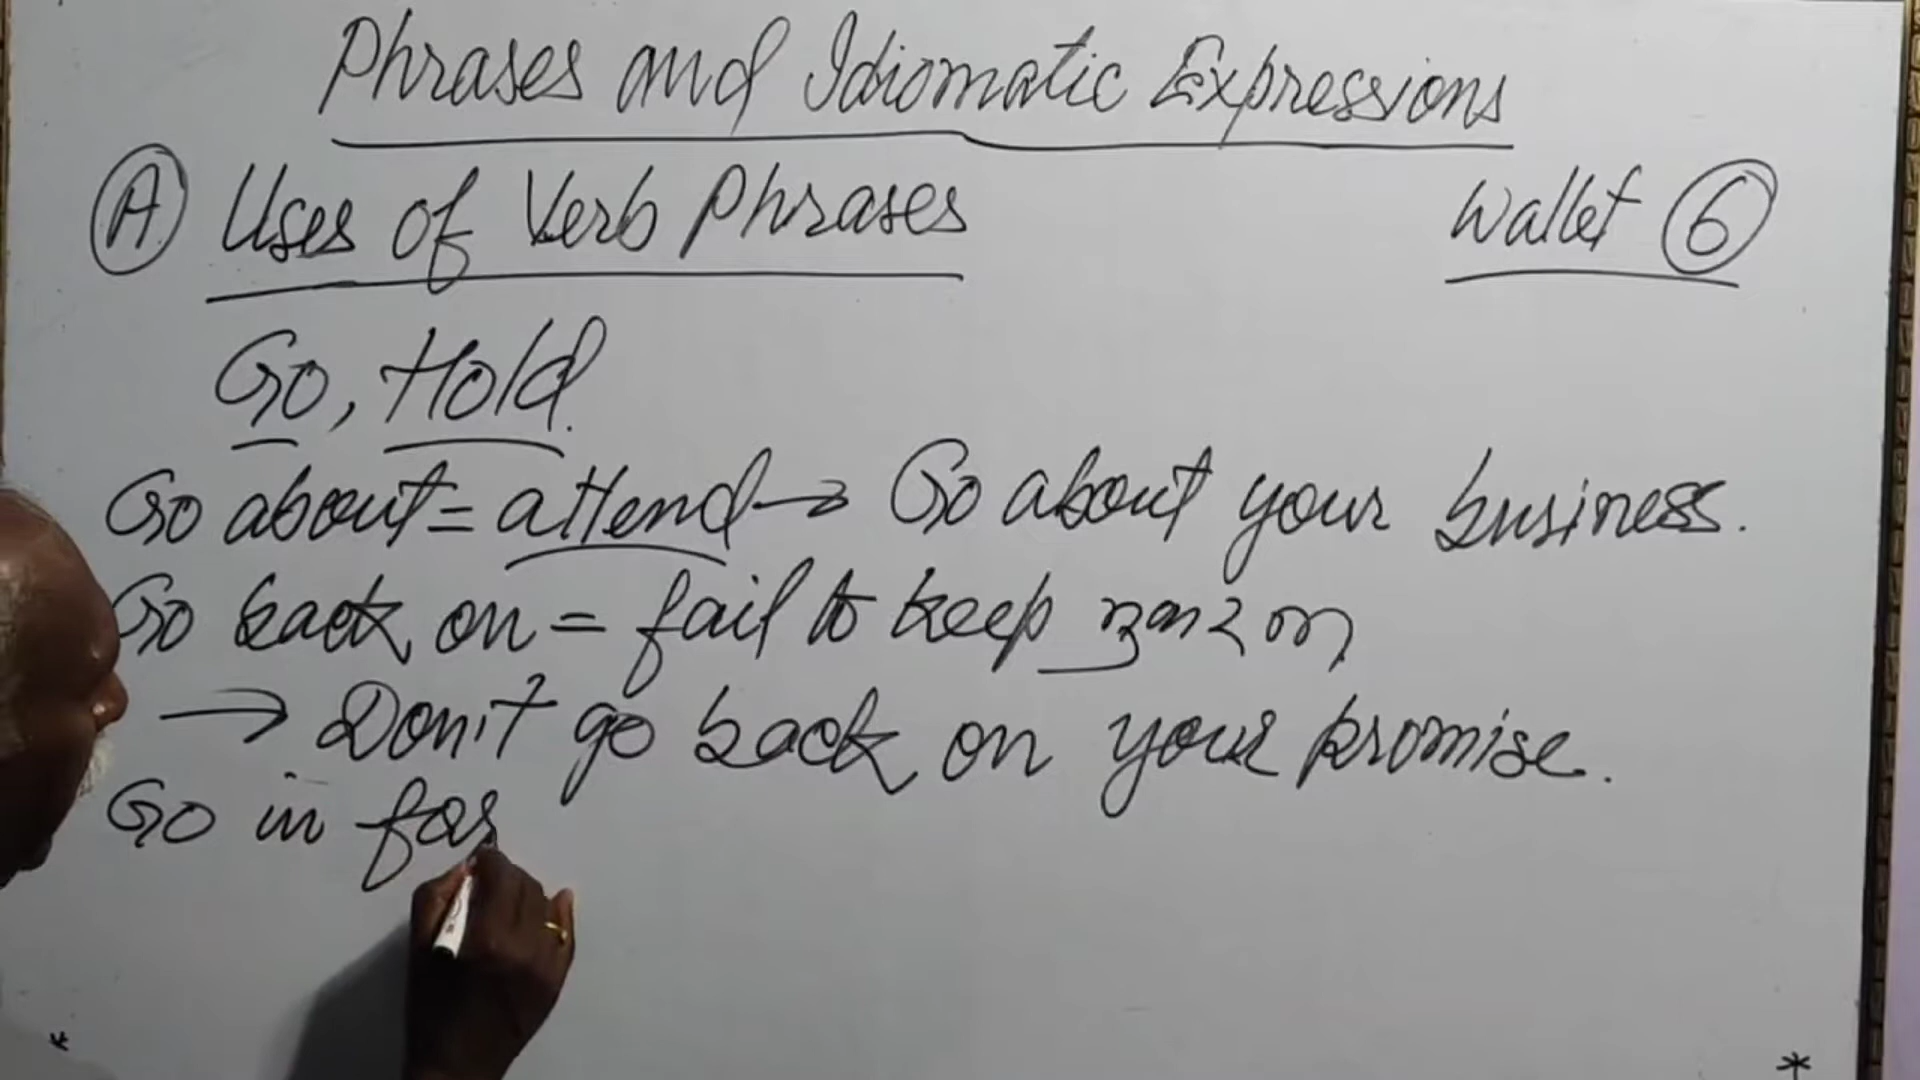 Phrases and Idiomatic Expressions
A Uses of Verb Phrases
Wallet 6
Go, Hold.
Go about = attend → Go about your business.
Go back on = fail to keep
→ Don't go back on your promise.
Go in for